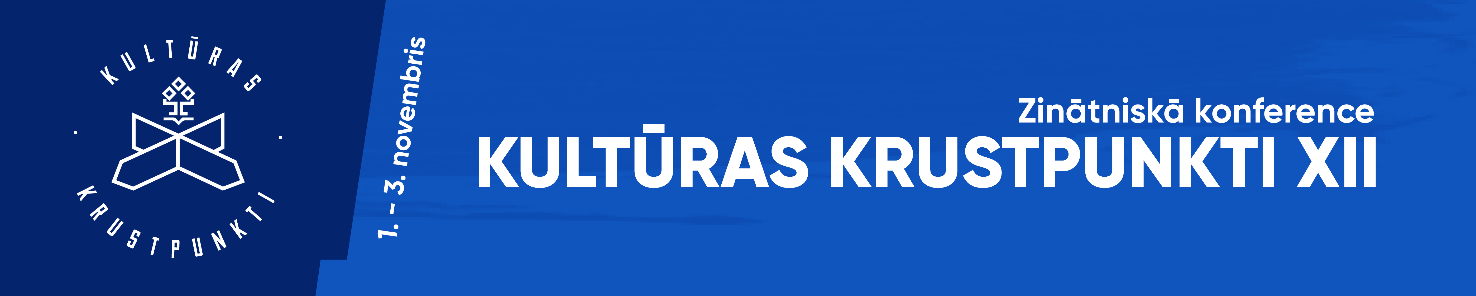 KULTŪRAS
KRUSTPUNKTI
1. - 3. novembris
Zinātniskā konference
KULTŪRAS KRUSTPUNKTI XII